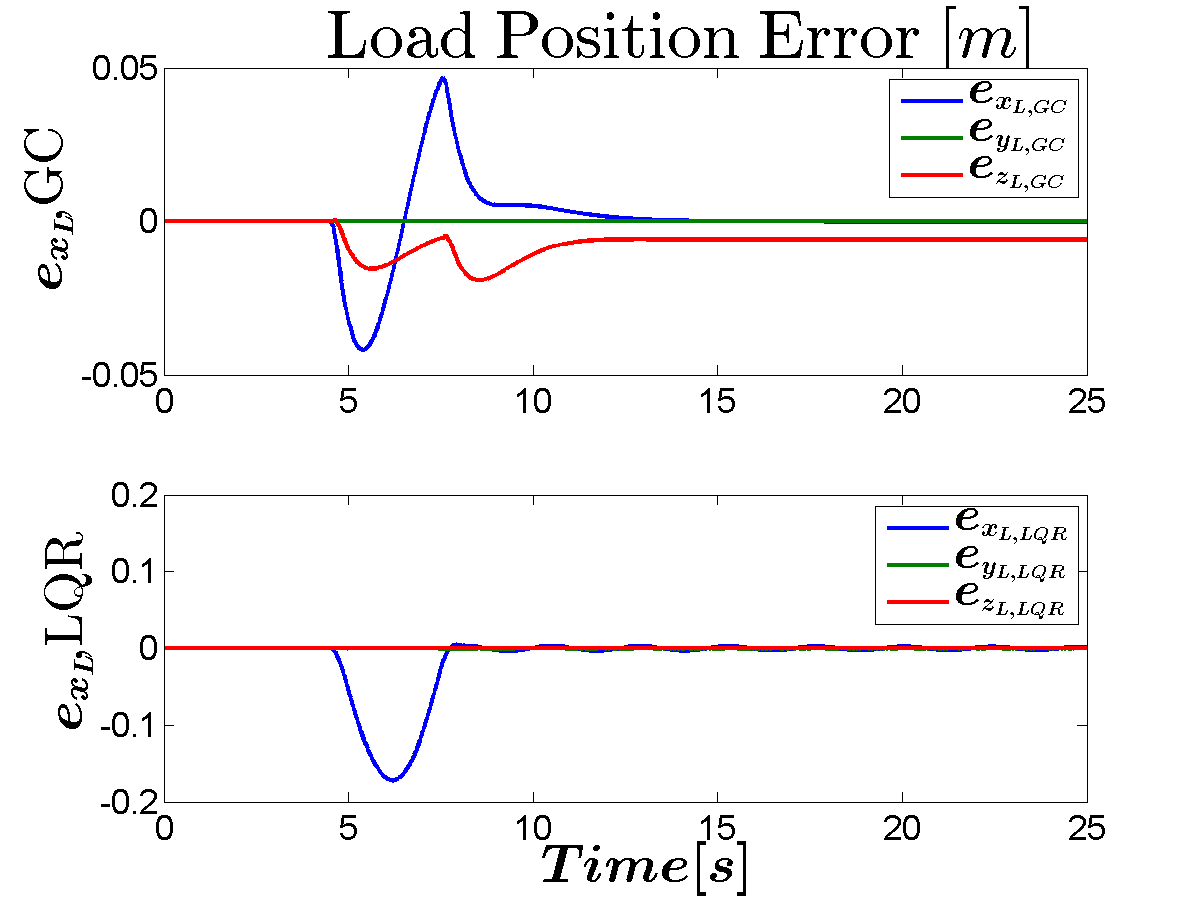 Load Position Error [m]
e_{x_L},GC
0.05
0
-0.05
0 5 10 15 20 25
e_{x_{L,GC}}
e_{y_{L,GC}}
e_{z_{L,GC}}
e_{x_L},LQR
0.2
0.1
0
-0.1
-0.2
0 5 10 15 20 25
e_{x_{L,LQR}}
e_{y_{L,LQR}}
e_{z_{L,LQR}}
Time[s]